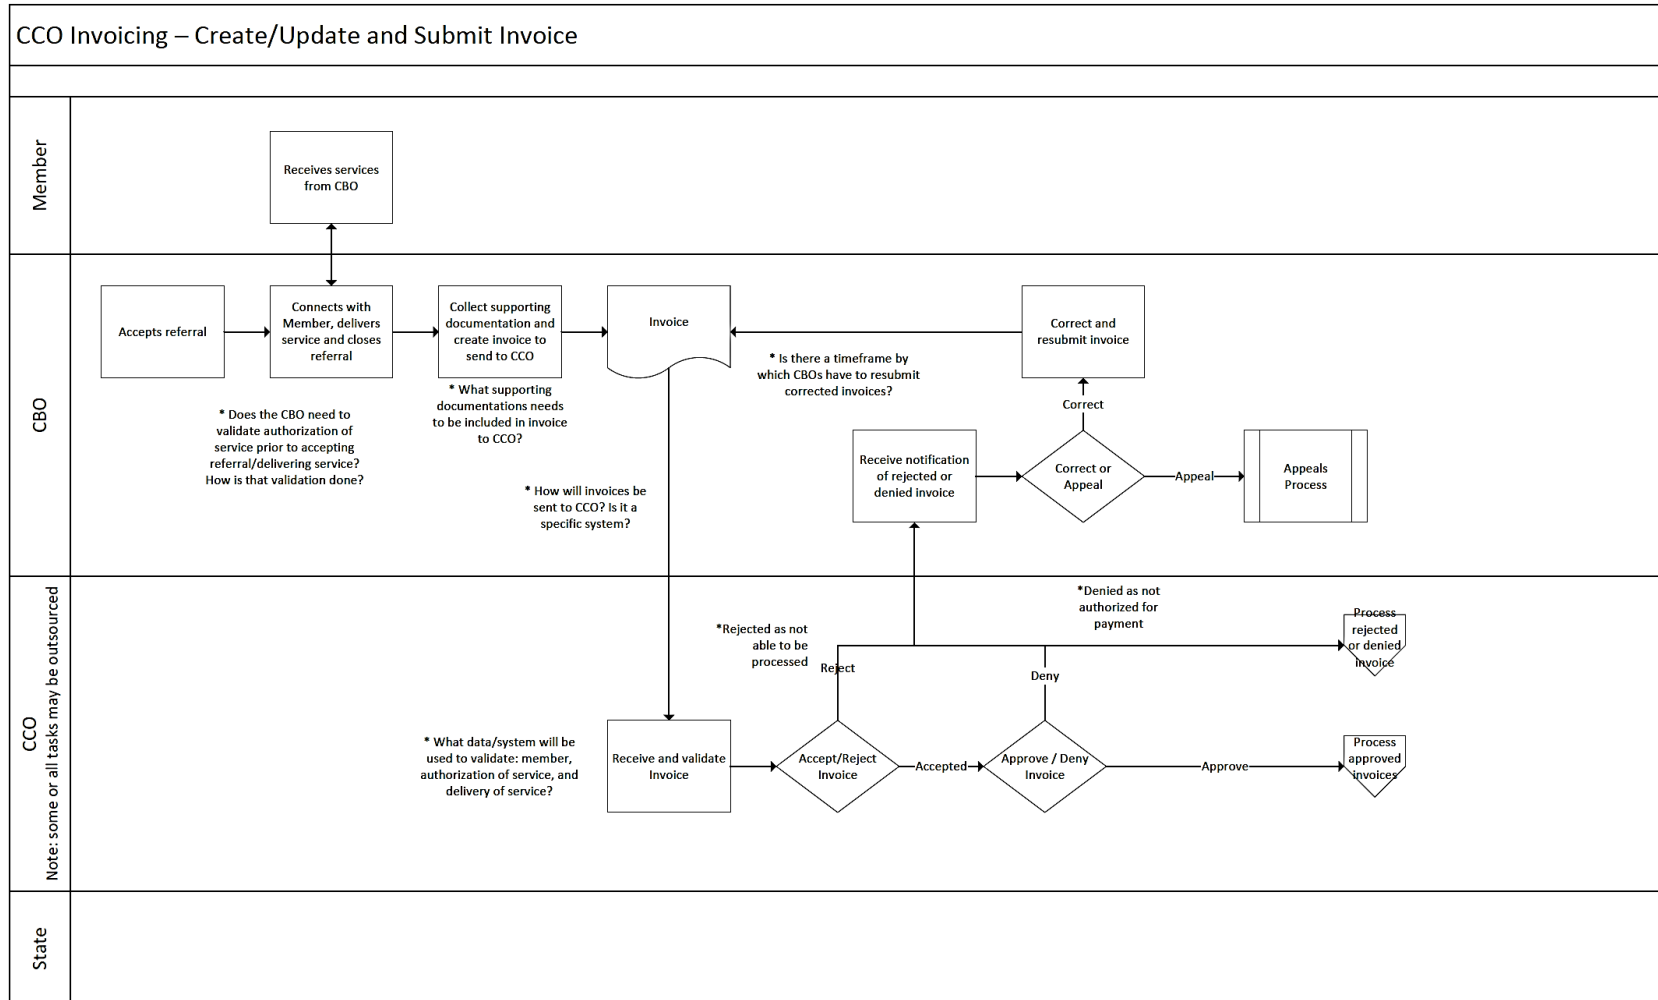 CCO Invoicing – Create/Update and Submit Invoice
Member
Receives services
from CBO
CBO
Accepts referral
Connects with
Member, delivers
service and closes
referral
Collect supporting
documentation and
create invoice to
send to CCO
Invoice
Correct and
resubmit invoice
* Is there a timeframe by
which CBOs have to resubmit
corrected invoices?
* What supporting
documentations needs
to be included in invoice
to CCO?
* Does the CBO need to
validate authorization of
service prior to accepting
referral/delivering service?
How is that validation done?
Correct
Receive notification
of rejected or
denied invoice
Correct or
Appeal
Appeal
Appeals
Process
* How will invoices be
sent to CCO? Is it a
specific system?
CCO
Note: some or all tasks may be outsourced
*Denied as not
authorized for
payment
*Rejected as not
able to be
processed
Reject
Deny
Process
rejected
or denied
invoice
* What data/system will be
used to validate: member,
authorization of service, and
delivery of service?
Receive and validate
Invoice
Accept/Reject
Invoice
Accepted
Approve / Deny
Invoice
Approve
Process
approved
invoices
State